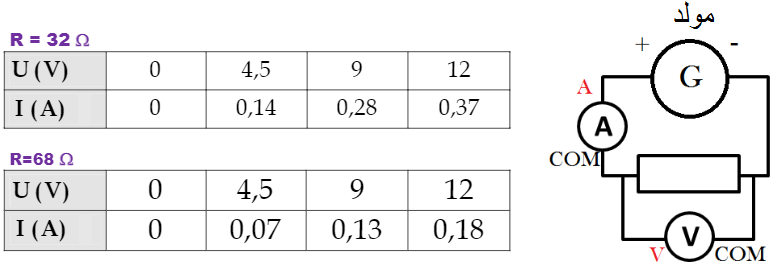 R = 32 Ω
U (V) 0 4,5 9 12
I (A) 0 0,14 0,28 0,37
R=68 Ω
U (V) 0 4,5 9 12
I (A) 0 0,07 0,13 0,18
مولد
+ -
G
A
A
COM
V
V COM